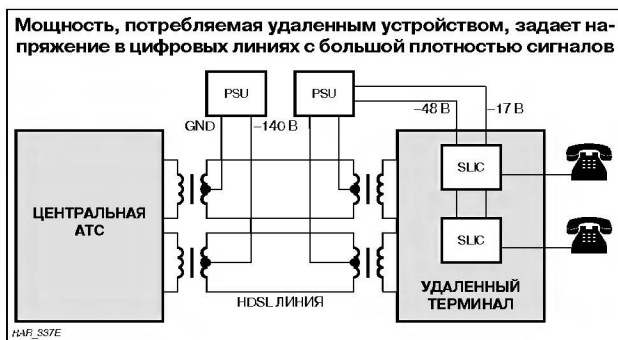 Мощность, потребляемая удаленным устройством, задает на-
пряжение в цифровых линиях с большой плотностью сигналов
PSU
PSU
–48 В
–17 В
GND
–140 В
SLIC
ЦЕНТРАЛЬНАЯ
АТС
SLIC
УДАЛЕННЫЙ
ТЕРМИНАЛ
HDSL ЛИНИЯ
HAR_337E